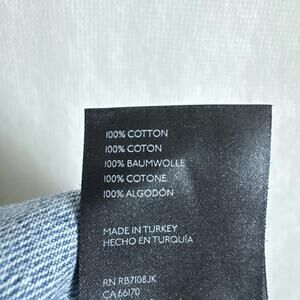 100% COTTON
100% COTON
100% BAUMWOLLE
100% COTONE
100% ALGODÓN
MADE IN TURKEY
HECHO EN TURQUÍA
RN RB7108JK
CA 66170